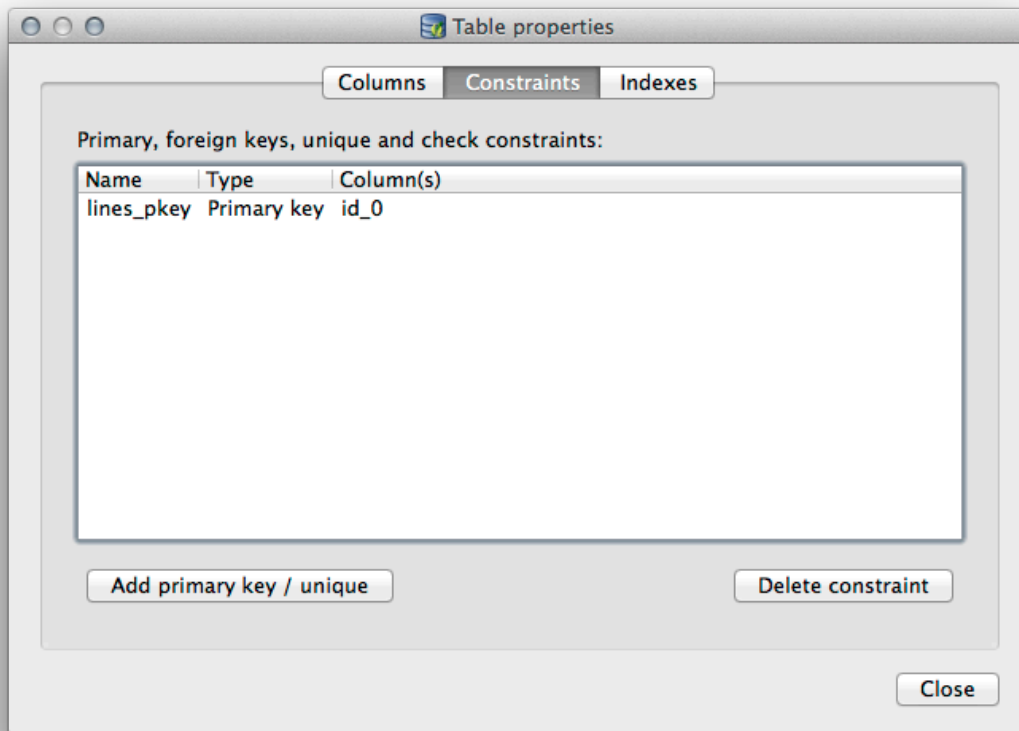 Table properties
Columns Constraints Indexes
Primary, foreign keys, unique and check constraints:
Name Type Column(s)
lines_pkey Primary key id_0
Add primary key / unique Delete constraint
Close